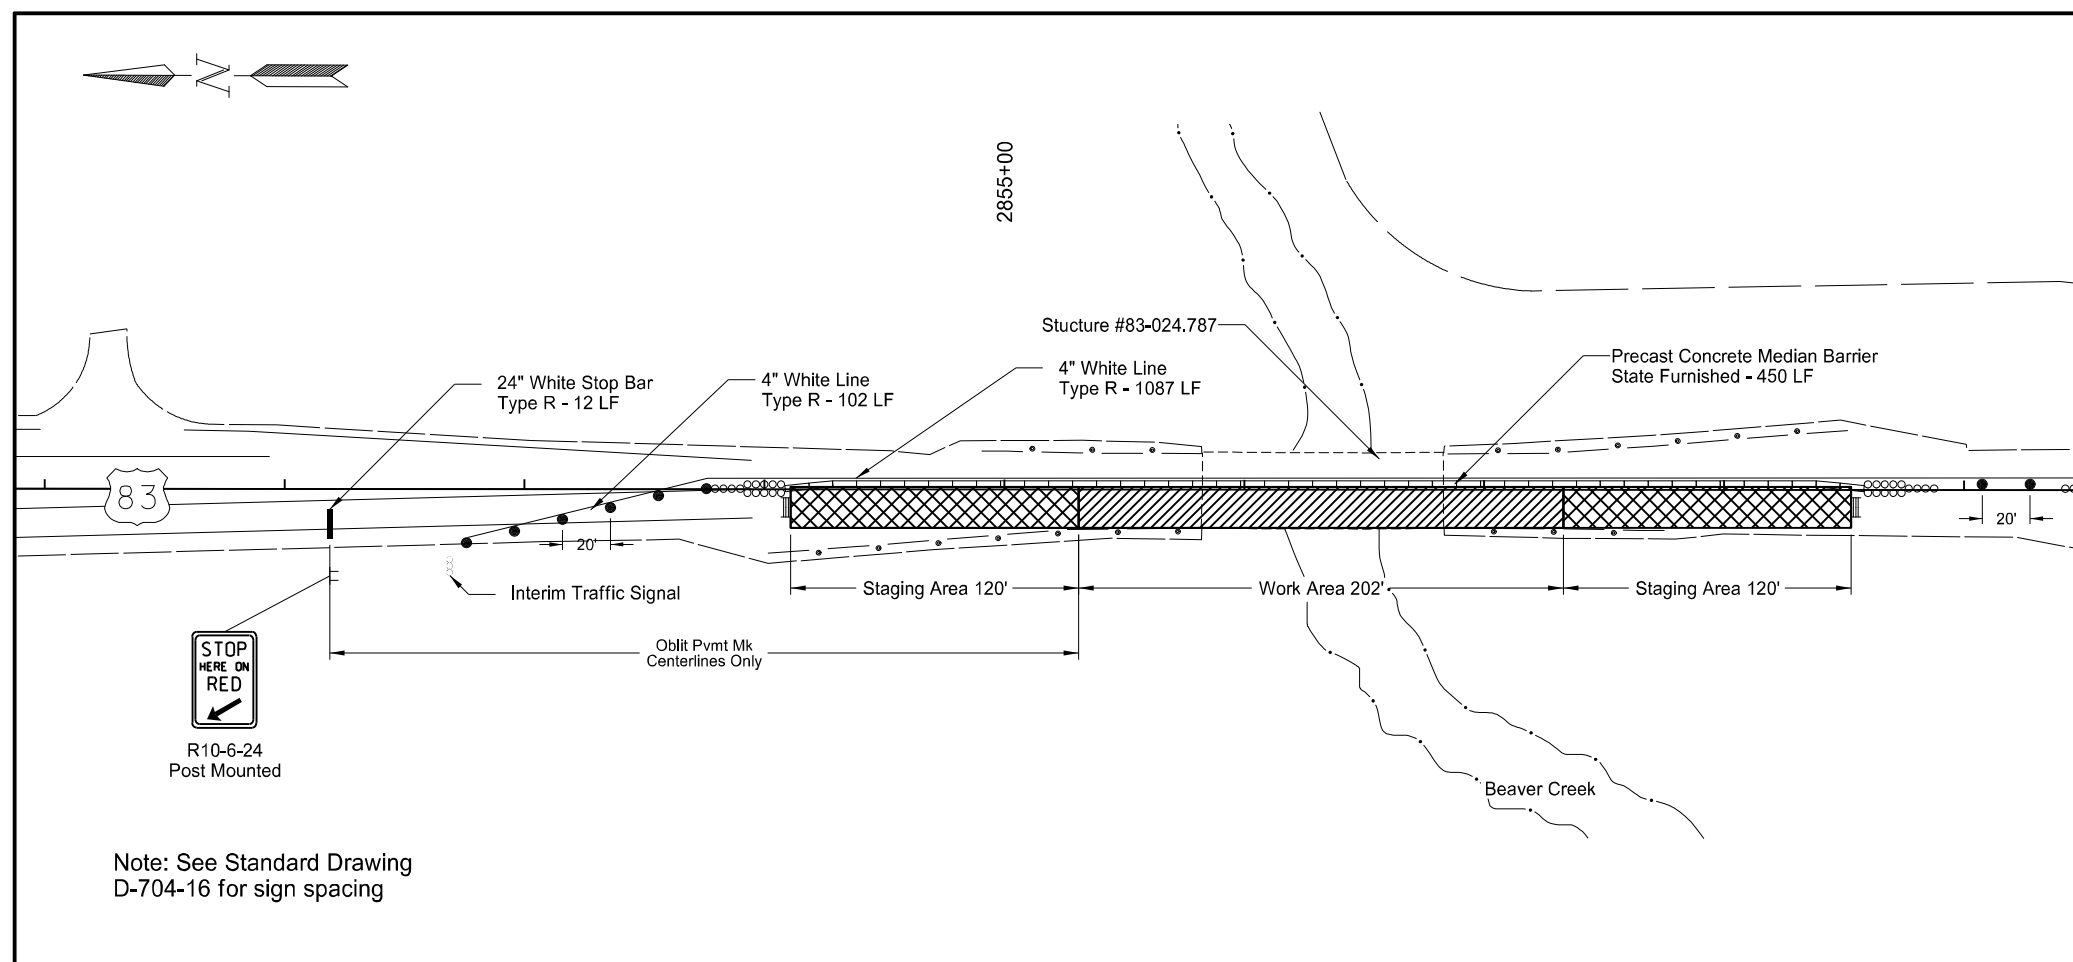 N
2855+00
Stucture #83-024.787
Precast Concrete Median Barrier
State Furnished - 450 LF
4" White Line
Type R - 1087 LF
4" White Line
Type R - 102 LF
24" White Stop Bar
Type R - 12 LF
83
20'
20'
Interim Traffic Signal
Staging Area 120'
Work Area 202'
Staging Area 120'
Oblit Pvmt Mk
Centerlines Only
STOP
HERE ON
RED
R10-6-24
Post Mounted
Beaver Creek
Note: See Standard Drawing
D-704-16 for sign spacing